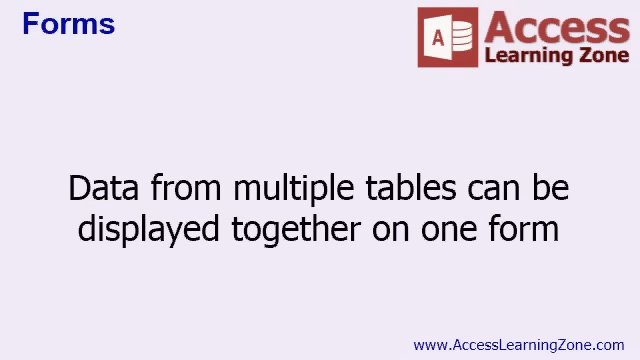 Forms
A
Access
Learning Zone
Data from multiple tables can be
displayed together on one form
www.AccessLearningZone.com